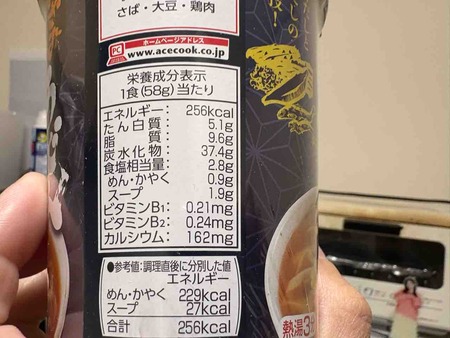 さば・大豆・鶏肉
PC
ホームページアドレス
www.acecook.co.jp
じの
技!
栄養成分表示
1食(58g)当たり
エネルギー: 256kcal
たん白質: 5.1g
脂質: 9.6g
炭水化物: 37.4g
食塩相当量: 2.8g
めん・かやく: 0.9g
スープ: 1.9g
ビタミンB₁: 0.21mg
ビタミンB₂: 0.24mg
カルシウム: 162mg
●参考値:調理直後に分別した値
エネルギー
めん・かやく 229kcal
スープ 27kcal
合計 256kcal
熱湯3